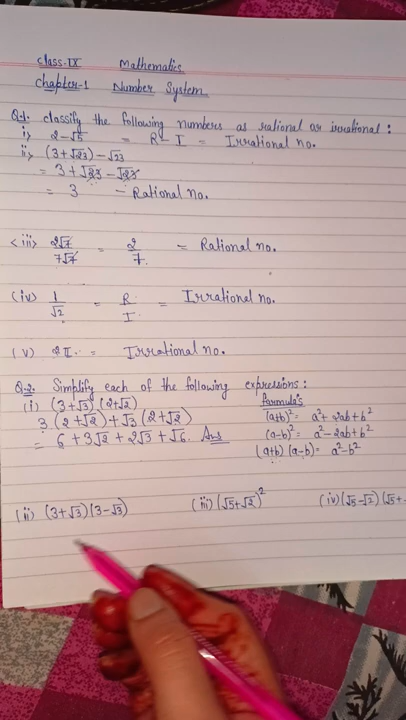 Class-IX Mathematics
Chapter-1 Number System
Q-1. Classify the following numbers as rational or irrational:
i) 2-√5 = R-I = Irrational no.
ii) (3+√23)-√23
= 3+√23-√23
= 3 - Rational no.
(iii) 2√7/7√7 = 2/7 = Rational no.
(iv) 1/√2 = R/I = Irrational no.
(v) 2π = Irrational no.
Q-2. Simplify each of the following expressions:
(i) (3+√3)(2+√2) formula's
3(2+√2)+√3(2+√2) (a+b)²= a²+2ab+b²
= 6+3√2+2√3+√6. Ans (a-b)²= a²-2ab+b²
(a+b)(a-b)= a²-b²
(ii) (3+√3)(3-√3) (iii) (√5+√2)² (iv) (√5-√2)(√5+